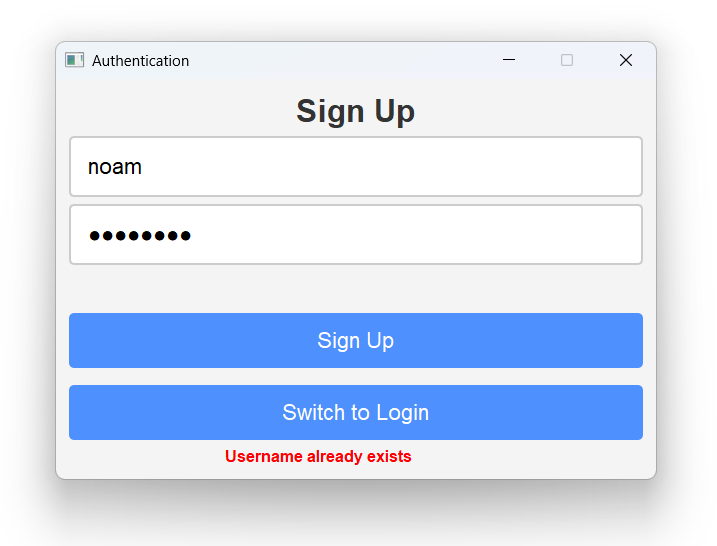 Authentication
Sign Up
noam
●●●●●●●●
Sign Up
Switch to Login
Username already exists